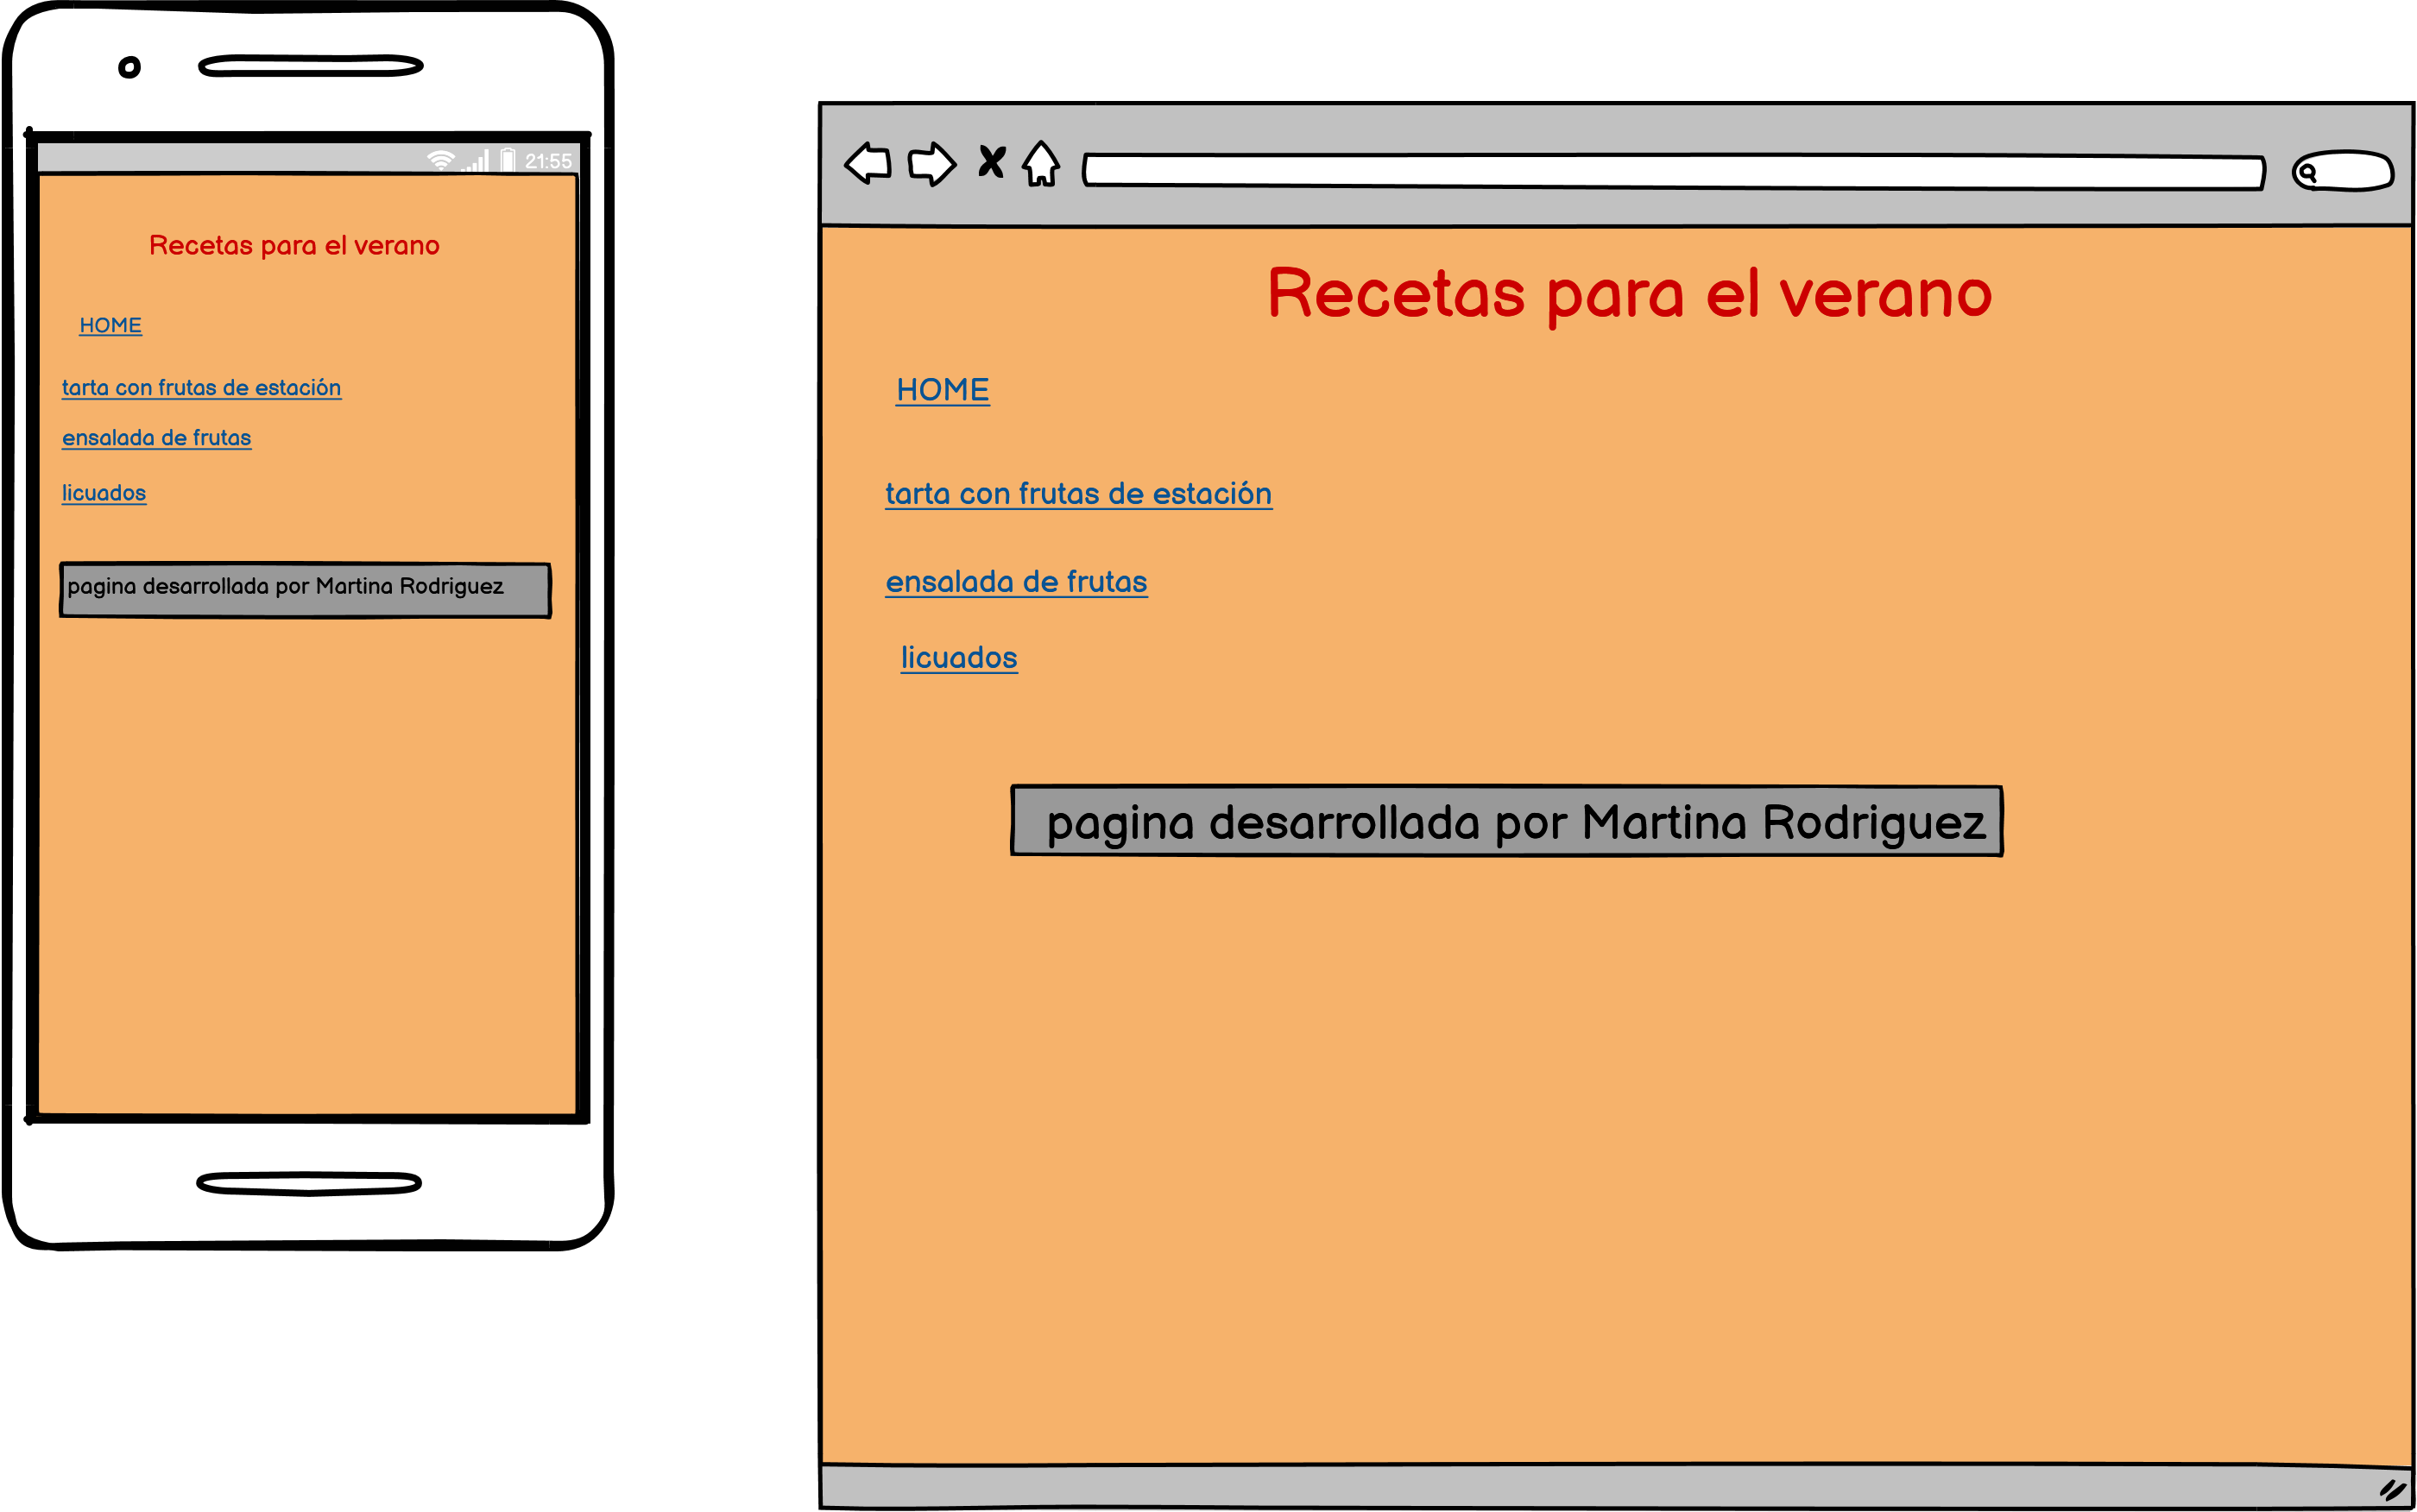 21:55
Recetas para el verano
HOME
tarta con frutas de estación
ensalada de frutas
licuados
pagina desarrollada por Martina Rodriguez
Recetas para el verano
HOME
tarta con frutas de estación
ensalada de frutas
licuados
pagina desarrollada por Martina Rodriguez